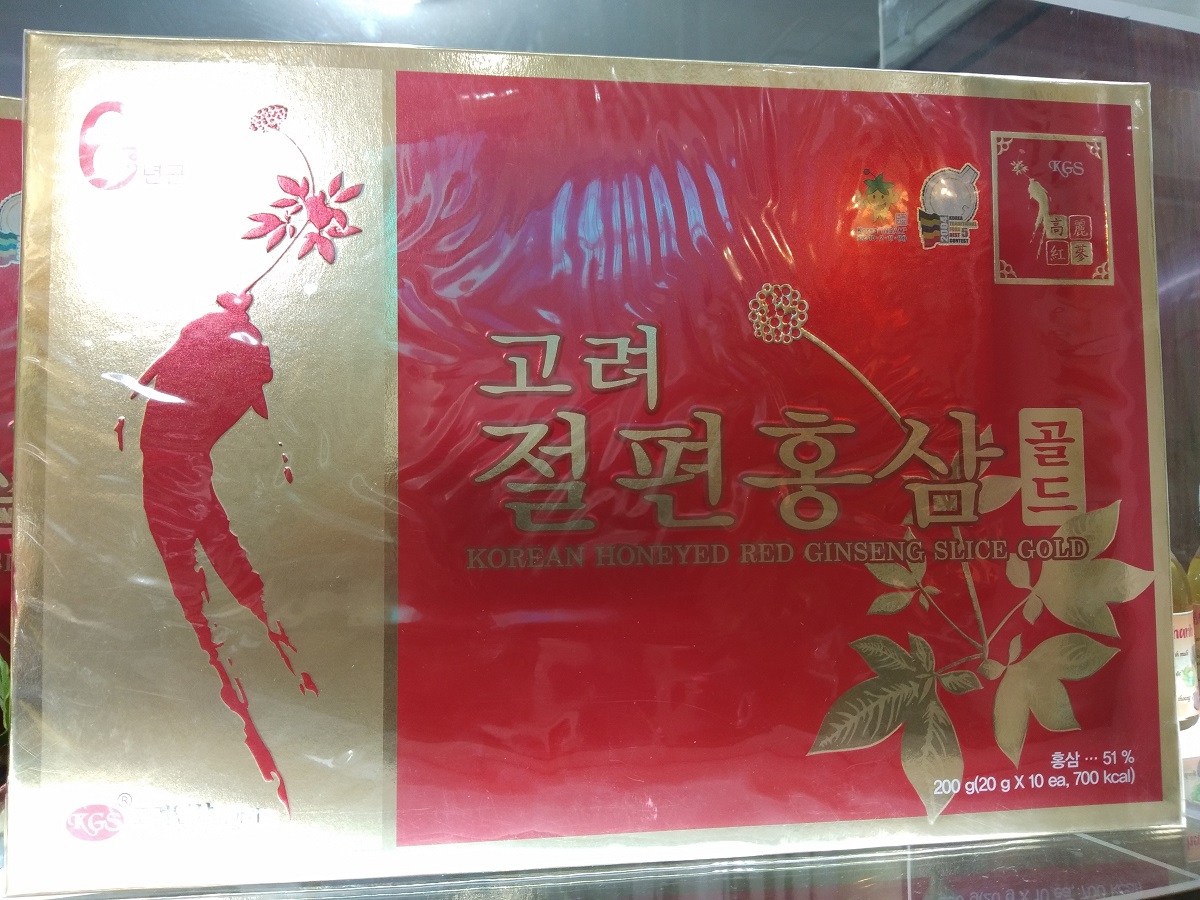 6년근
KGS
高麗
紅蔘
고려
절편홍삼
골드
KOREAN HONEYED RED GINSENG SLICE GOLD
홍삼 ··· 51 %
200 g(20 g X 10 ea, 700 kcal)
KGS®